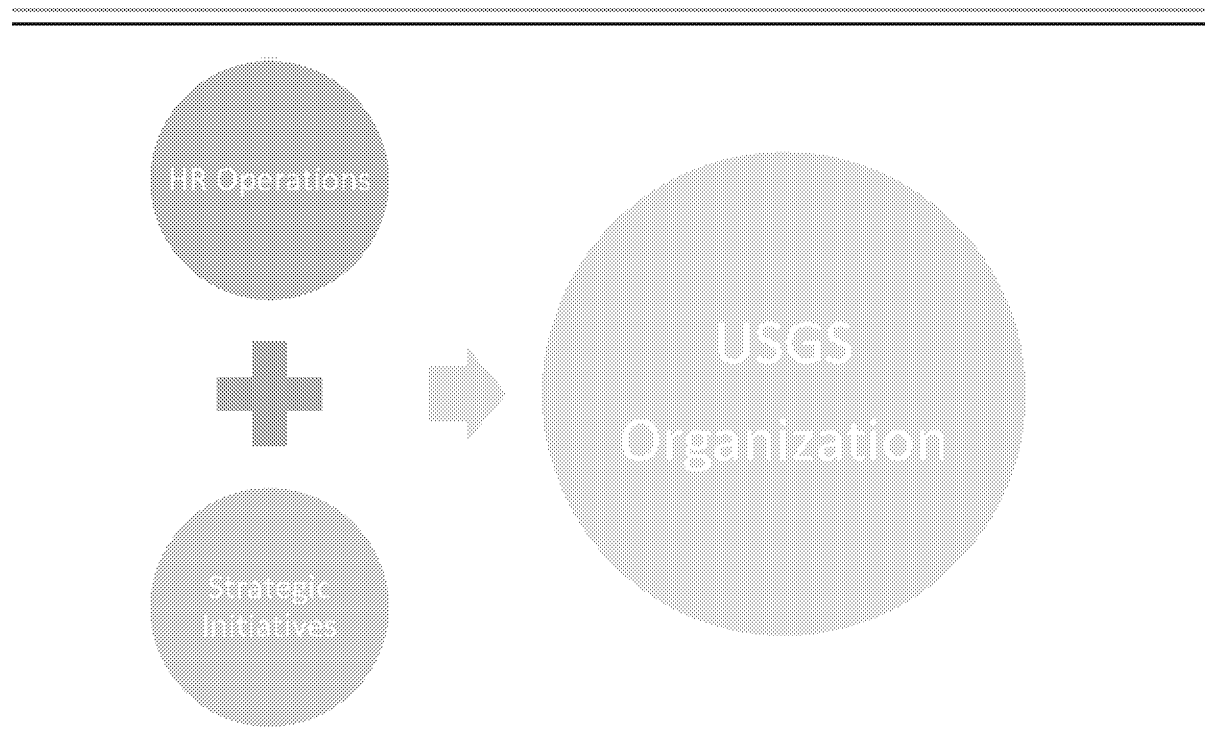 HR Operations
Strategic
Initiatives
USGS
Organization